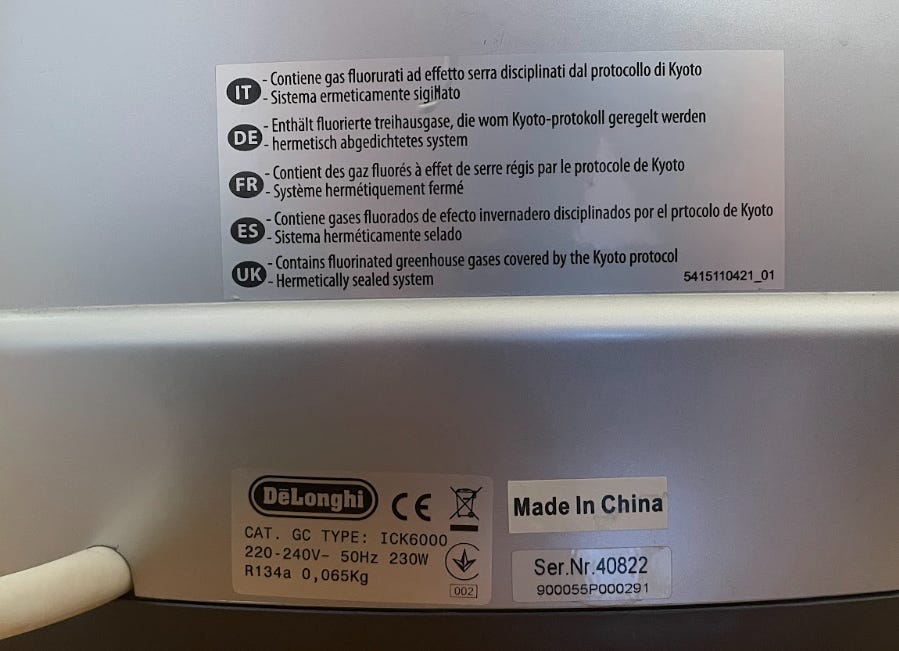 IT - Contiene gas fluorurati ad effetto serra disciplinati dal protocollo di Kyoto
- Sistema ermeticamente sigillato
DE - Enthält fluorierte treihausgase, die wom Kyoto-protokoll geregelt werden
- hermetisch abgedichtetes system
FR - Contient des gaz fluorés à effet de serre régis par le protocole de Kyoto
- Système hermétiquement fermé
ES - Contiene gases fluorados de efecto invernadero disciplinados por el prtocolo de Kyoto
- Sistema herméticamente selado
UK - Contains fluorinated greenhouse gases covered by the Kyoto protocol
- Hermetically sealed system
5415110421_01
DēLonghi CE
CAT. GC TYPE: ICK6000
220-240V~ 50Hz 230W
R134a 0,065Kg
002
Made In China
Ser.Nr.40822
900055P000291